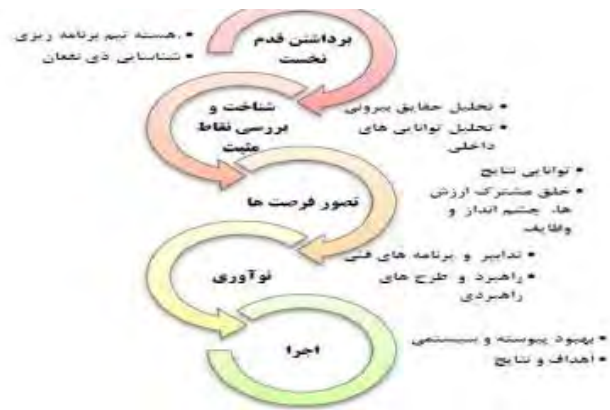 برداشتن قدم
نخست
• هسته تیم برنامه ریزی.
• شناسایی ذی نفعان
شناخت و
بررسی نقاط
مثبت
• تحلیل حقایق بیرونی
• تحلیل توانایی های
داخلی
تصور فرصت ها
• توانایی نتایج
• خلق مشترک ارزش
ها، چشم انداز و
وظایف
نوآوری
• تدابیر و برنامه های فنی
• راهبرد و طرح های
راهبردی
اجرا
• بهبود پیوسته و سیستمی
• اهداف و نتایج